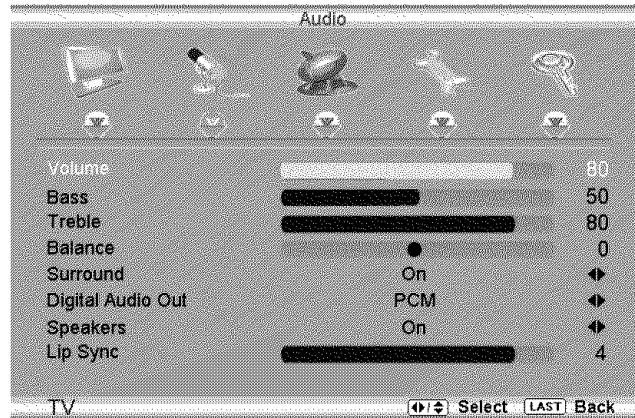 Audio
Volume 80
Bass 50
Treble 80
Balance 0
Surround On
Digital Audio Out PCM
Speakers On
Lip Sync 4
TV Select LAST Back